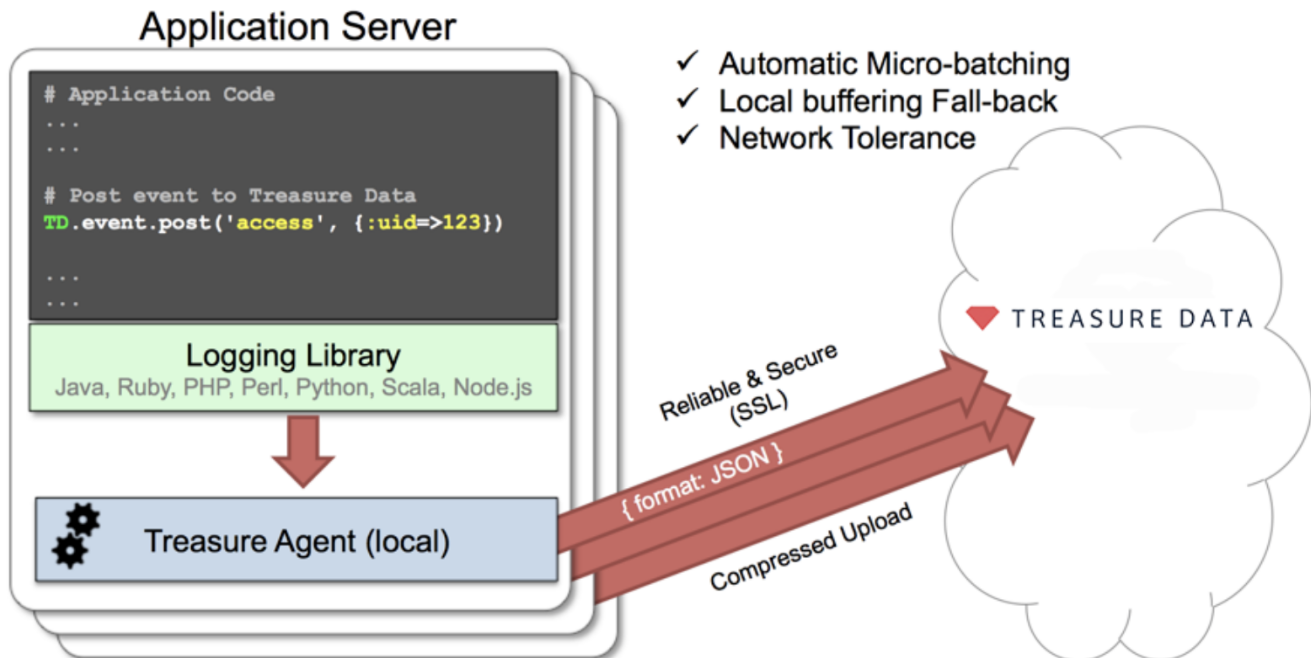 Application Server
# Application Code
...
...
# Post event to Treasure Data
TD.event.post('access', {:uid=>123})
...
...
Logging Library
Java, Ruby, PHP, Perl, Python, Scala, Node.js
Treasure Agent (local)
✓ Automatic Micro-batching
✓ Local buffering Fall-back
✓ Network Tolerance
Reliable & Secure
(SSL)
{ format: JSON }
Compressed Upload
TREASURE DATA